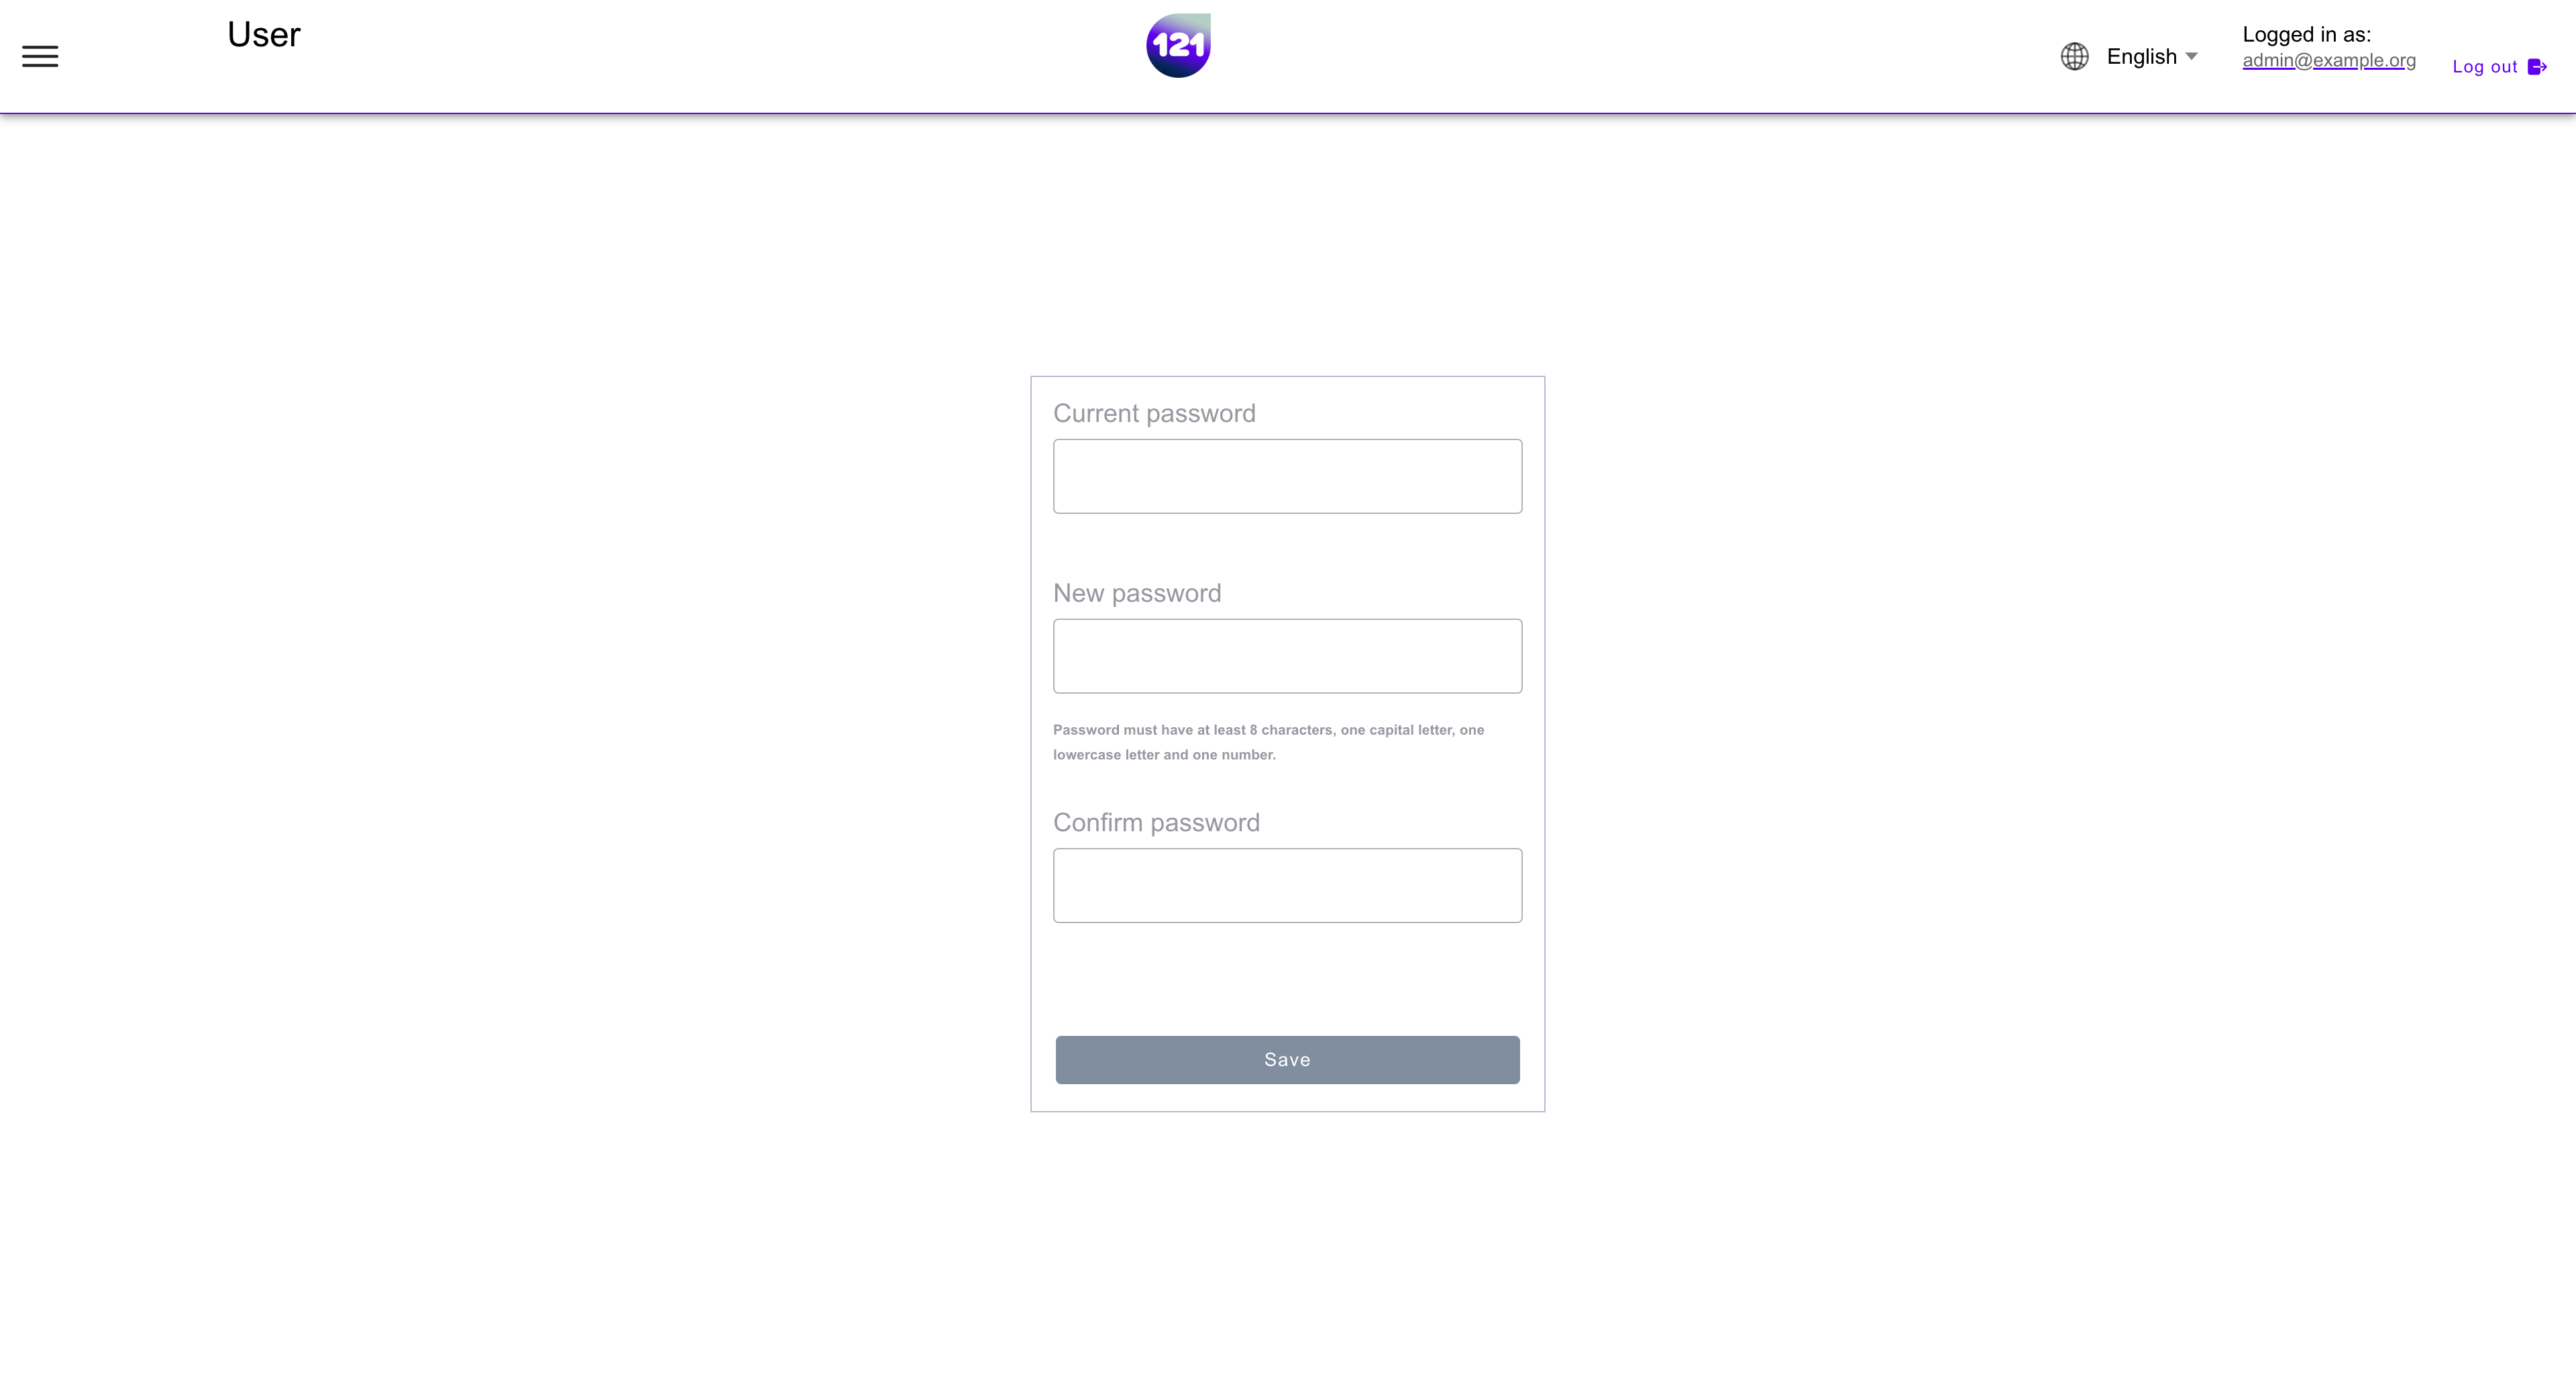 User
121
English
Logged in as:
admin@example.org
Log out
Current password
New password
Password must have at least 8 characters, one capital letter, one
lowercase letter and one number.
Confirm password
Save